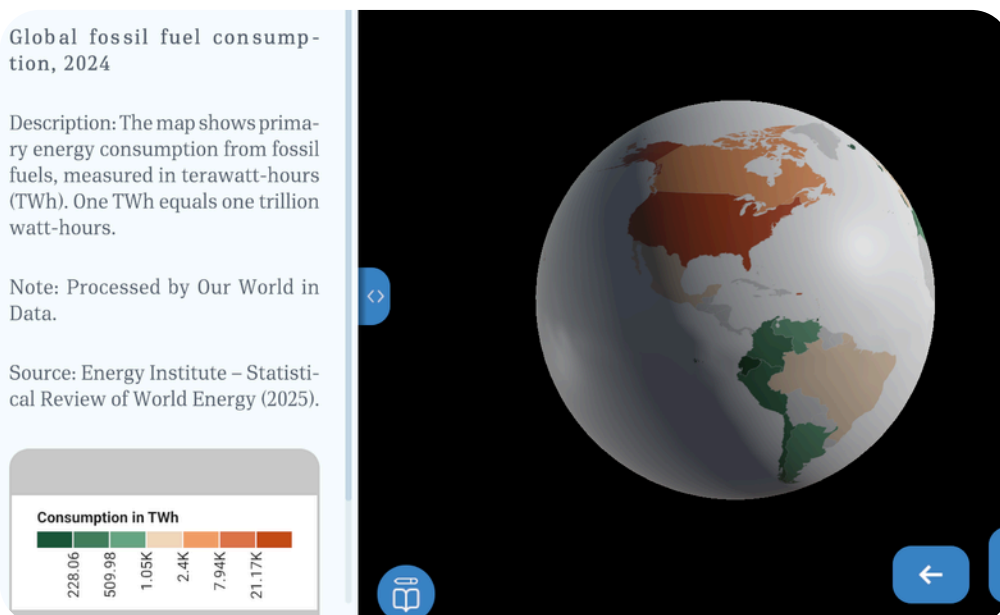 Global fossil fuel consump-
tion, 2024
Description: The map shows prima-
ry energy consumption from fossil
fuels, measured in terawatt-hours
(TWh). One TWh equals one trillion
watt-hours.
Note: Processed by Our World in
Data.
Source: Energy Institute – Statisti-
cal Review of World Energy (2025).
Consumption in TWh
228.06
509.98
1.05K
2.4K
7.94K
21.17K